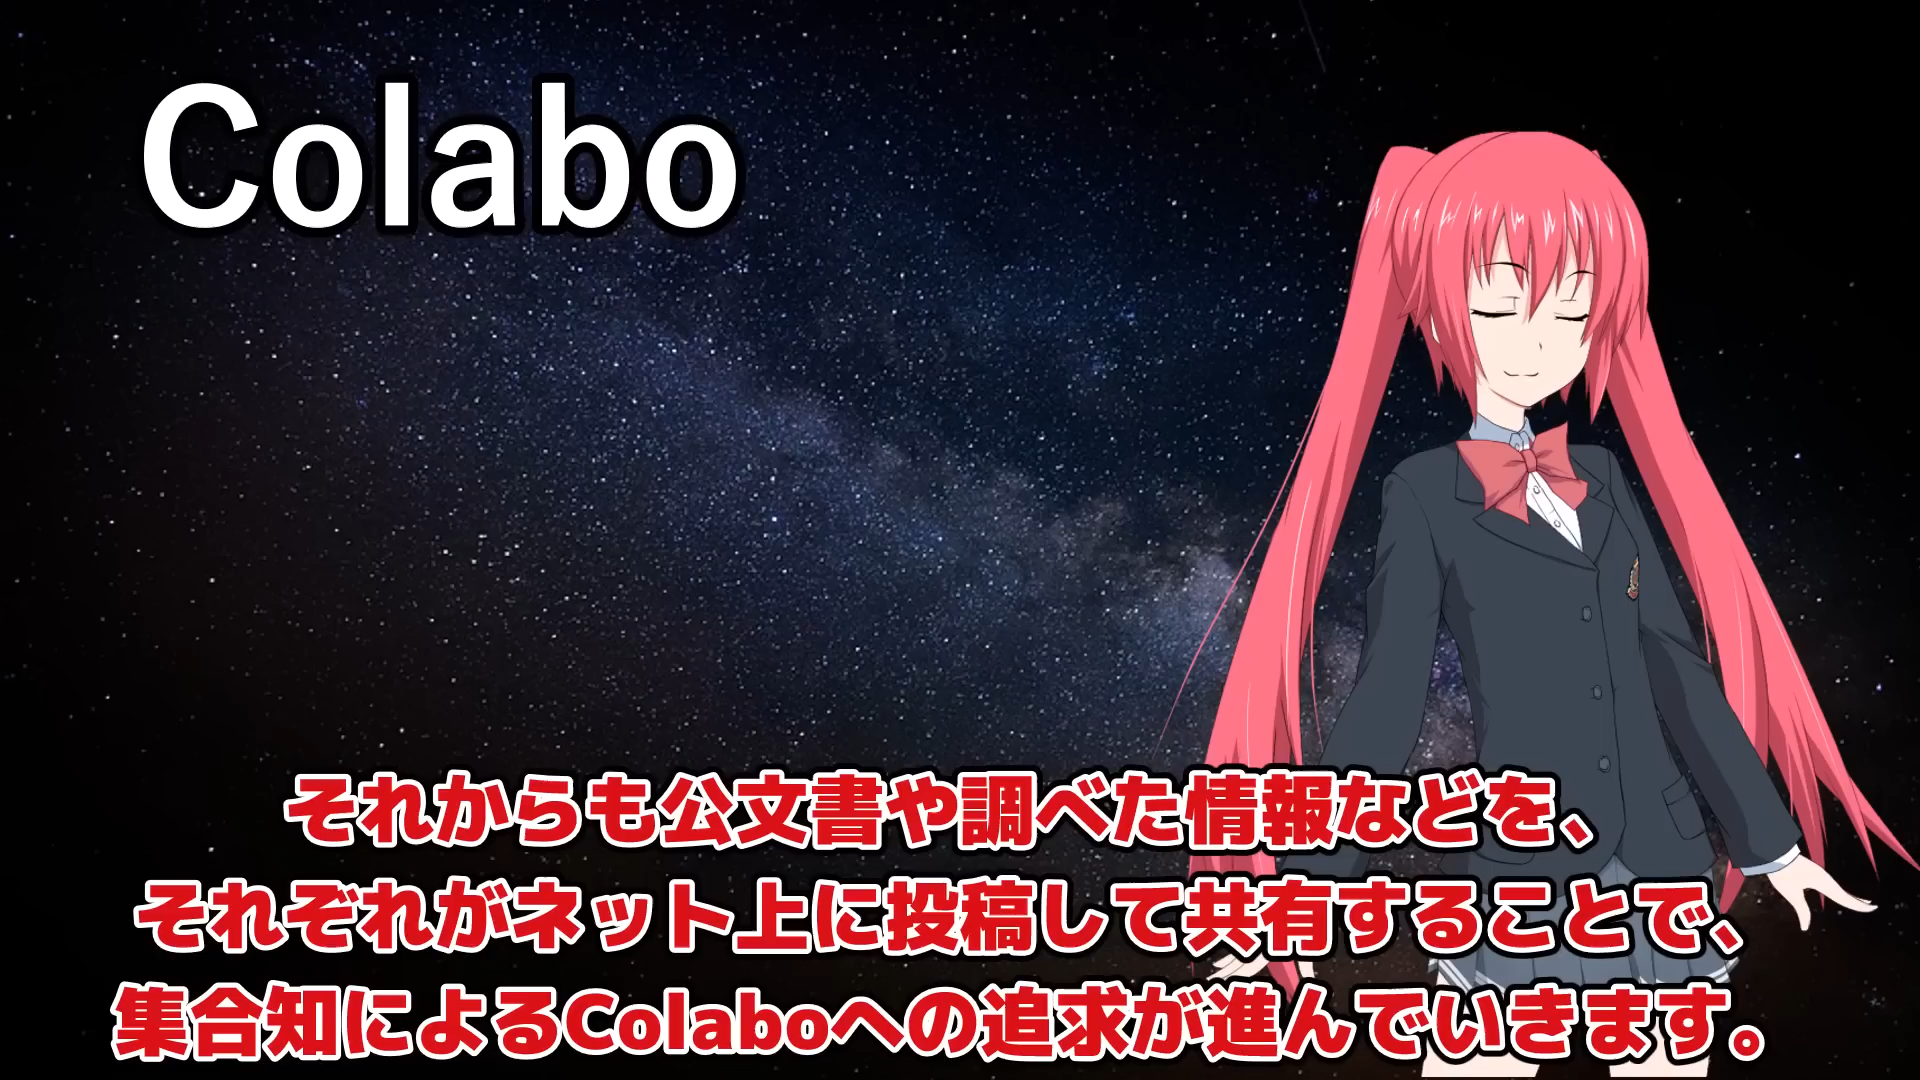 Colabo
それからも公文書や調べた情報などを、
それぞれがネット上に投稿して共有することで、
集合知によるColaboへの追求が進んでいきます。